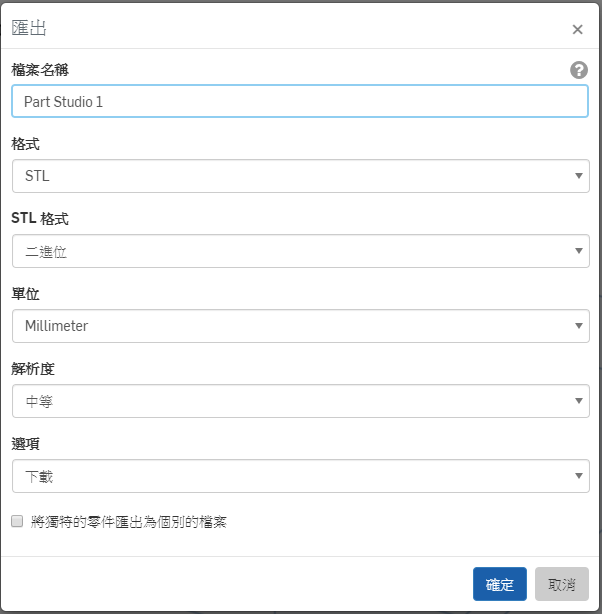 匯出
×
檔案名稱
?
Part Studio 1
格式
STL
STL 格式
二進位
單位
Millimeter
解析度
中等
選項
下載
將獨特的零件匯出為個別的檔案
確定
取消